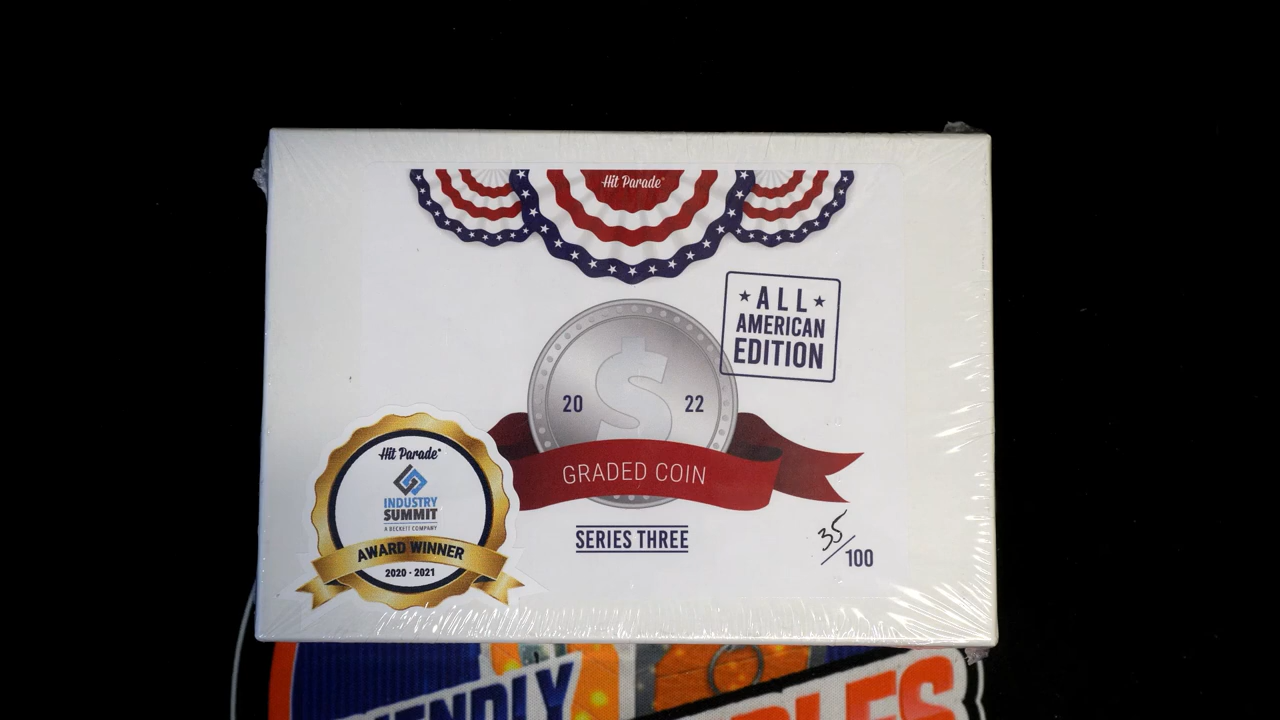 Hit Parade
★ ALL ★
AMERICAN
EDITION
20 22
GRADED COIN
SERIES THREE
35/100
Hit Parade
INDUSTRY
SUMMIT
A BECKETT COMPANY
AWARD WINNER
2020 - 2021